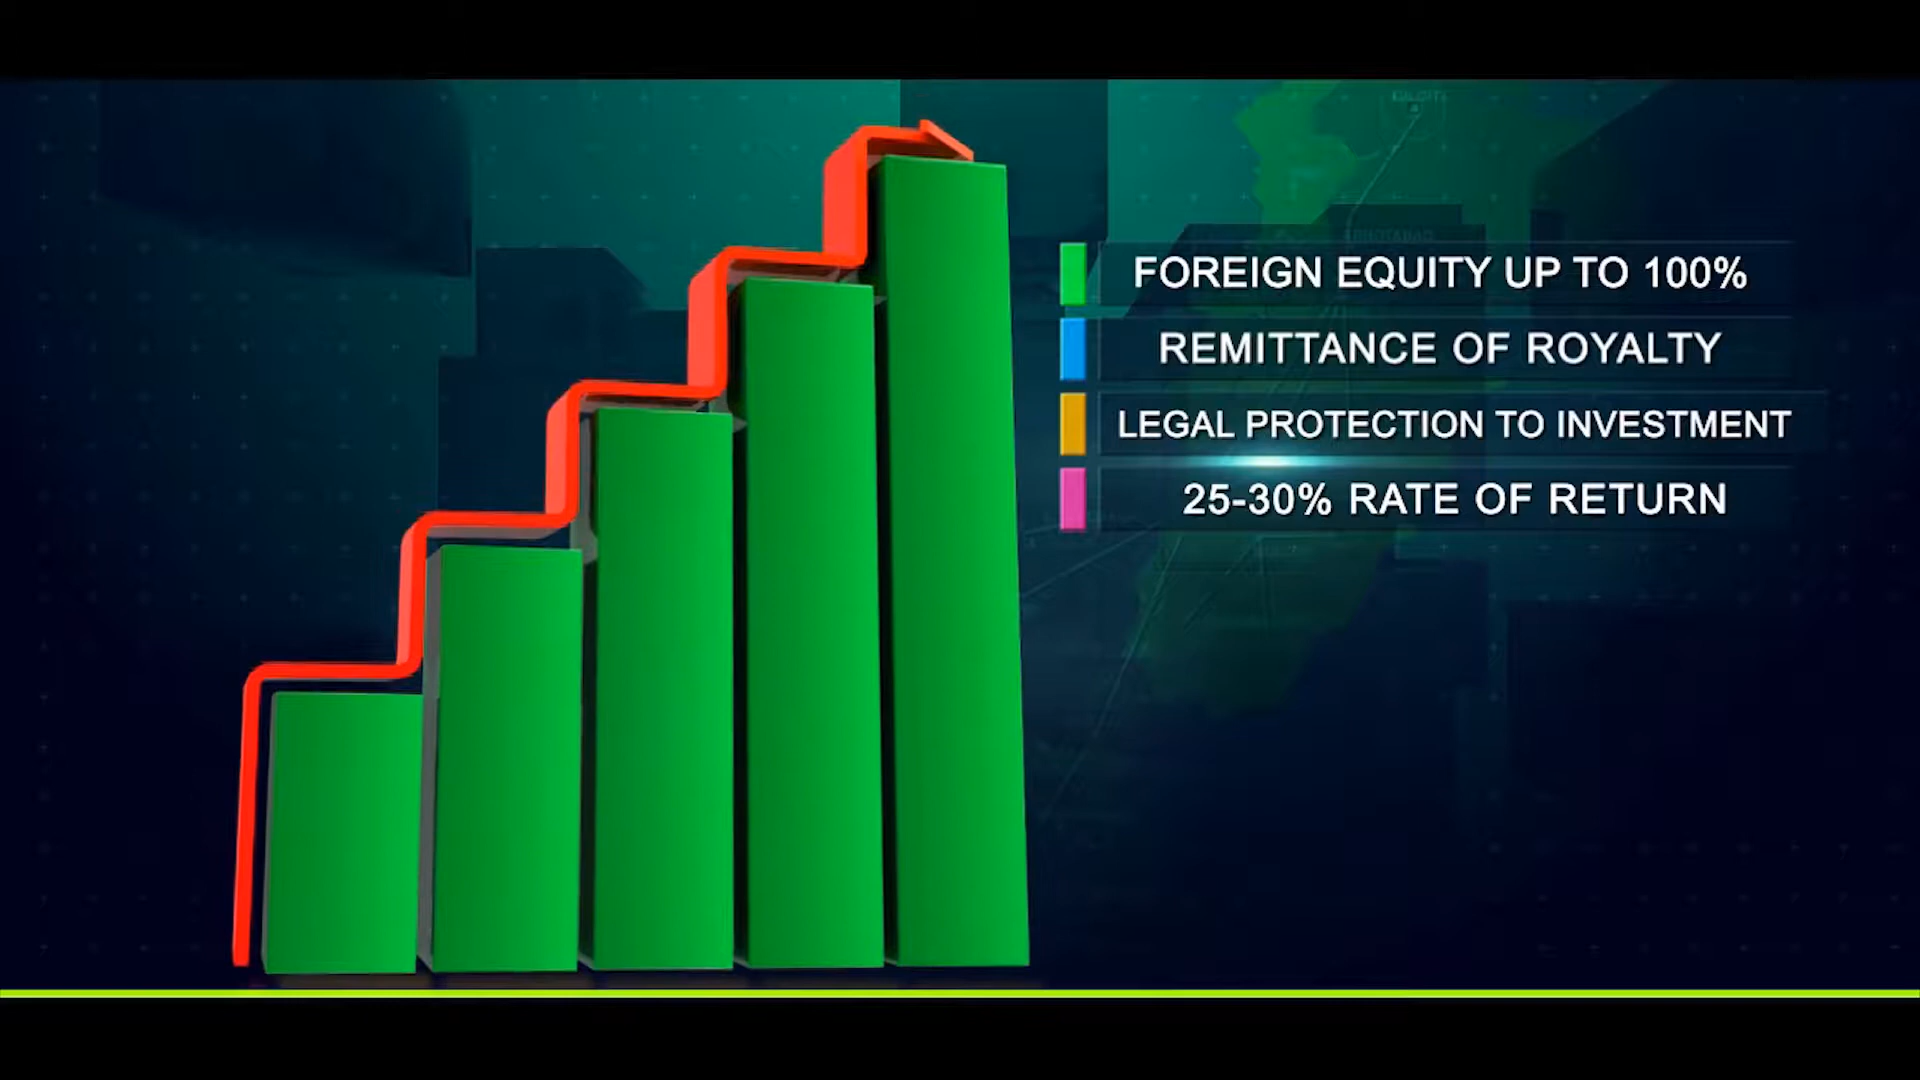 FOREIGN EQUITY UP TO 100%
REMITTANCE OF ROYALTY
LEGAL PROTECTION TO INVESTMENT
25-30% RATE OF RETURN